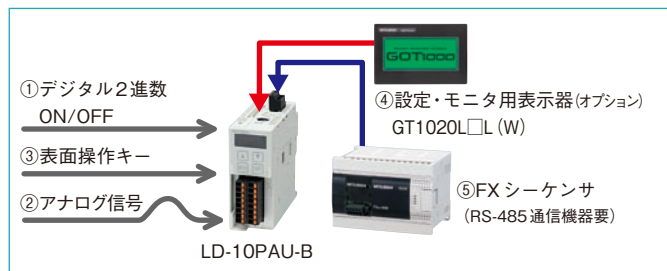 ①デジタル2進数
ON/OFF
③表面操作キー
②アナログ信号
LD-10PAU-B
GOT1000
④設定・モニタ用表示器(オプション)
GT1020L□L(W)
⑤FXシーケンサ
(RS-485通信機器要)